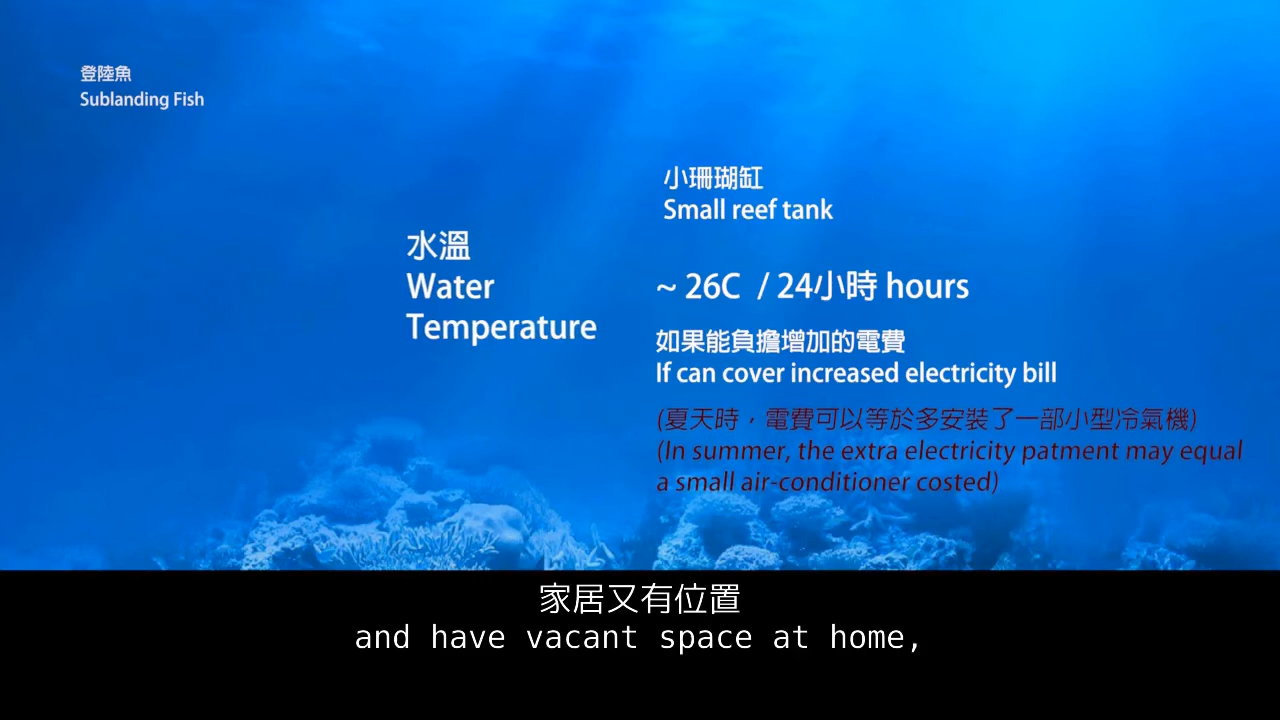 登陸魚
Sublanding Fish
小珊瑚缸
Small reef tank
水溫
Water
Temperature
~ 26C / 24小時 hours
如果能負擔增加的電費
If can cover increased electricity bill
(夏天時，電費可以等於多安裝了一部小型冷氣機)
(In summer, the extra electricity patment may equal
a small air-conditioner costed)
家居又有位置
and have vacant space at home,